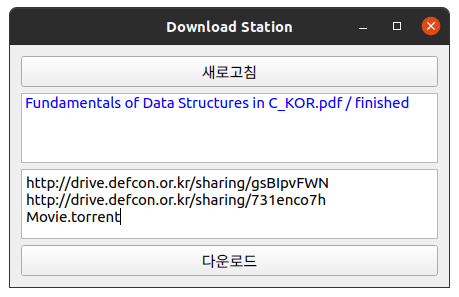 Download Station
새로고침
Fundamentals of Data Structures in C_KOR.pdf / finished
http://drive.defcon.or.kr/sharing/gsBIpvFWN
http://drive.defcon.or.kr/sharing/731enco7h
Movie.torrent
다운로드